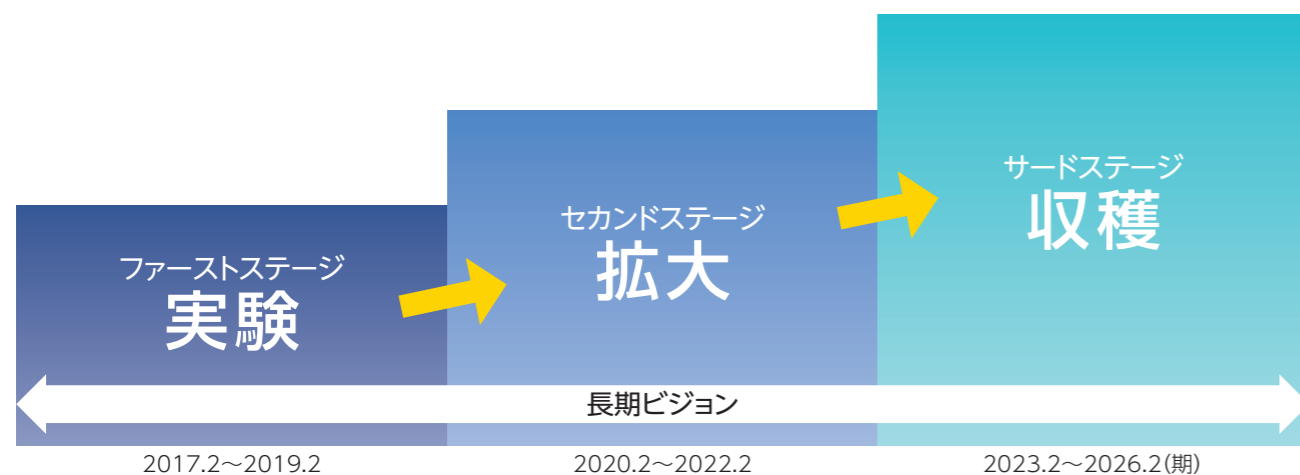 ファーストステージ
実験
セカンドステージ
拡大
サードステージ
収穫
長期ビジョン
2017.2～2019.2
2020.2～2022.2
2023.2～2026.2(期)